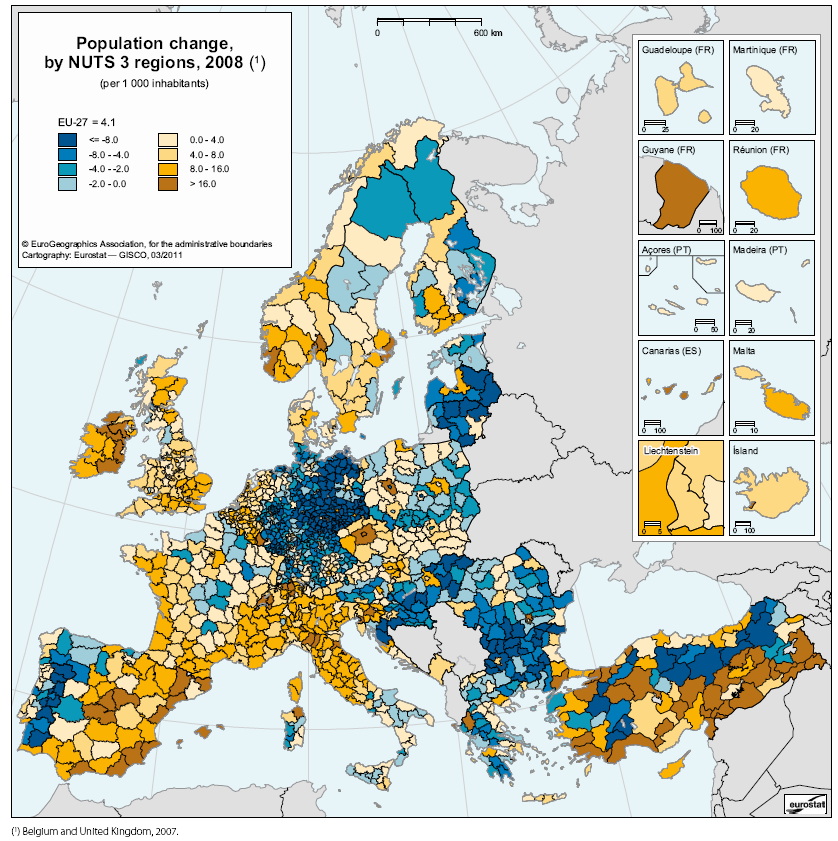 Population change,
by NUTS 3 regions, 2008 (¹)
(per 1 000 inhabitants)
EU-27 = 4.1
<= -8.0
-8.0 - -4.0
-4.0 - -2.0
-2.0 - 0.0
0.0 - 4.0
4.0 - 8.0
8.0 - 16.0
> 16.0
© EuroGeographics Association, for the administrative boundaries
Cartography: Eurostat — GISCO, 03/2011
0 600 km
Guadeloupe (FR)
0 25
Martinique (FR)
0 20
Guyane (FR)
0 100
Réunion (FR)
0 20
Açores (PT)
0 50
Madeira (PT)
0 20
Canarias (ES)
0 100
Malta
0 10
Liechtenstein
0 5
Ísland
0 100
eurostat
(¹) Belgium and United Kingdom, 2007.